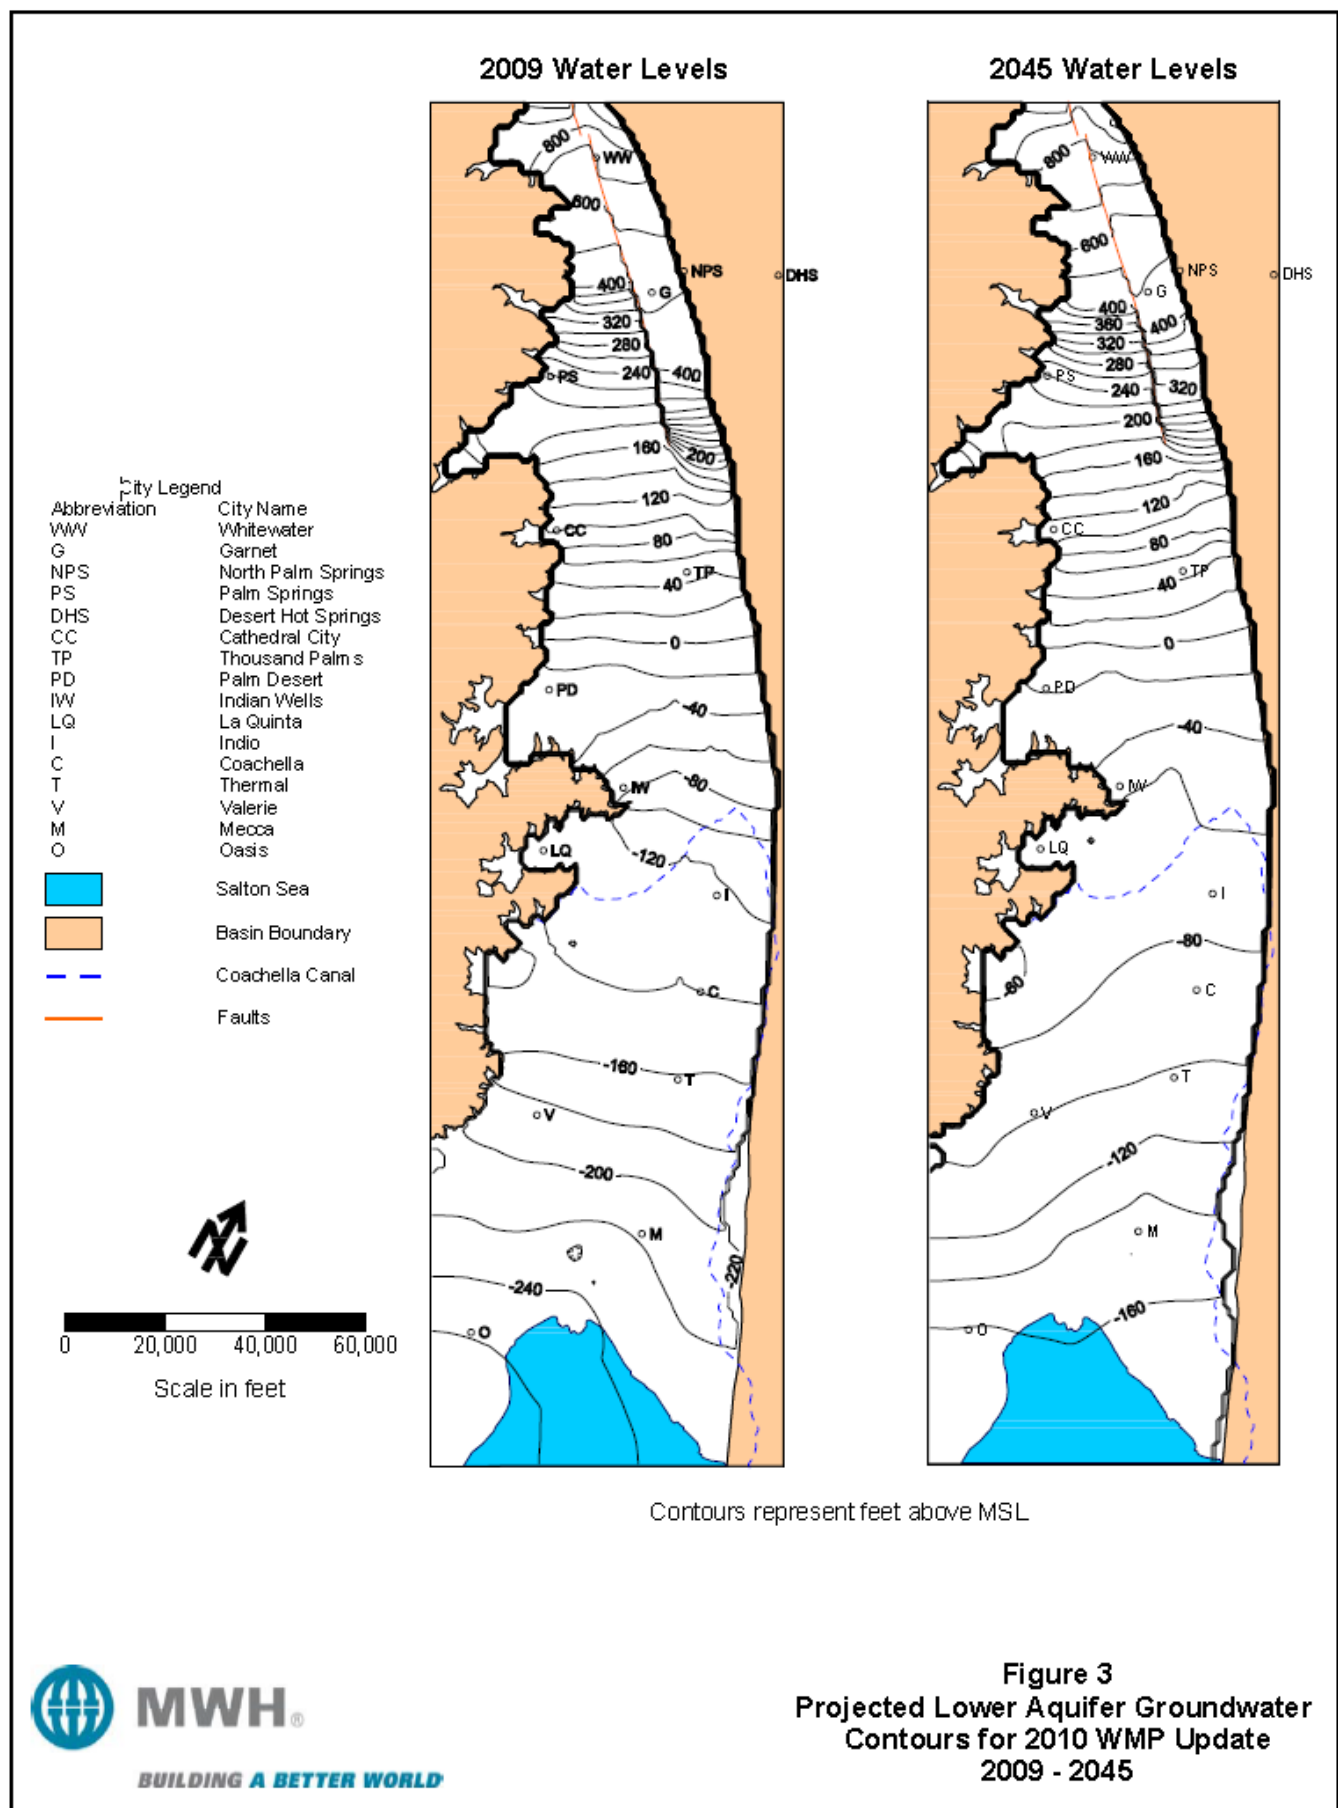 2009 Water Levels
2045 Water Levels
800
WW
600
NPS
DHS
400
G
320
280
PS
240
400
160
200
120
CC
80
TP
40
0
PD
-40
-80
IW
-120
LQ
I
C
-160
T
V
-200
M
-220
-240
O
800
WW
600
NPS
DHS
G
400
360
400
320
280
PS
240
320
200
160
120
CC
80
TP
40
0
PD
-40
IW
LQ
I
-80
-60
C
T
V
-120
M
-160
O
City Legend
Abbreviation City Name
WW Whitewater
G Garnet
NPS North Palm Springs
PS Palm Springs
DHS Desert Hot Springs
CC Cathedral City
TP Thousand Palms
PD Palm Desert
IW Indian Wells
LQ La Quinta
I Indio
C Coachella
T Thermal
V Valerie
M Mecca
O Oasis
Salton Sea
Basin Boundary
Coachella Canal
Faults
N
0 20,000 40,000 60,000
Scale in feet
Contours represent feet above MSL
MWH®
BUILDING A BETTER WORLD
Figure 3
Projected Lower Aquifer Groundwater
Contours for 2010 WMP Update
2009 - 2045